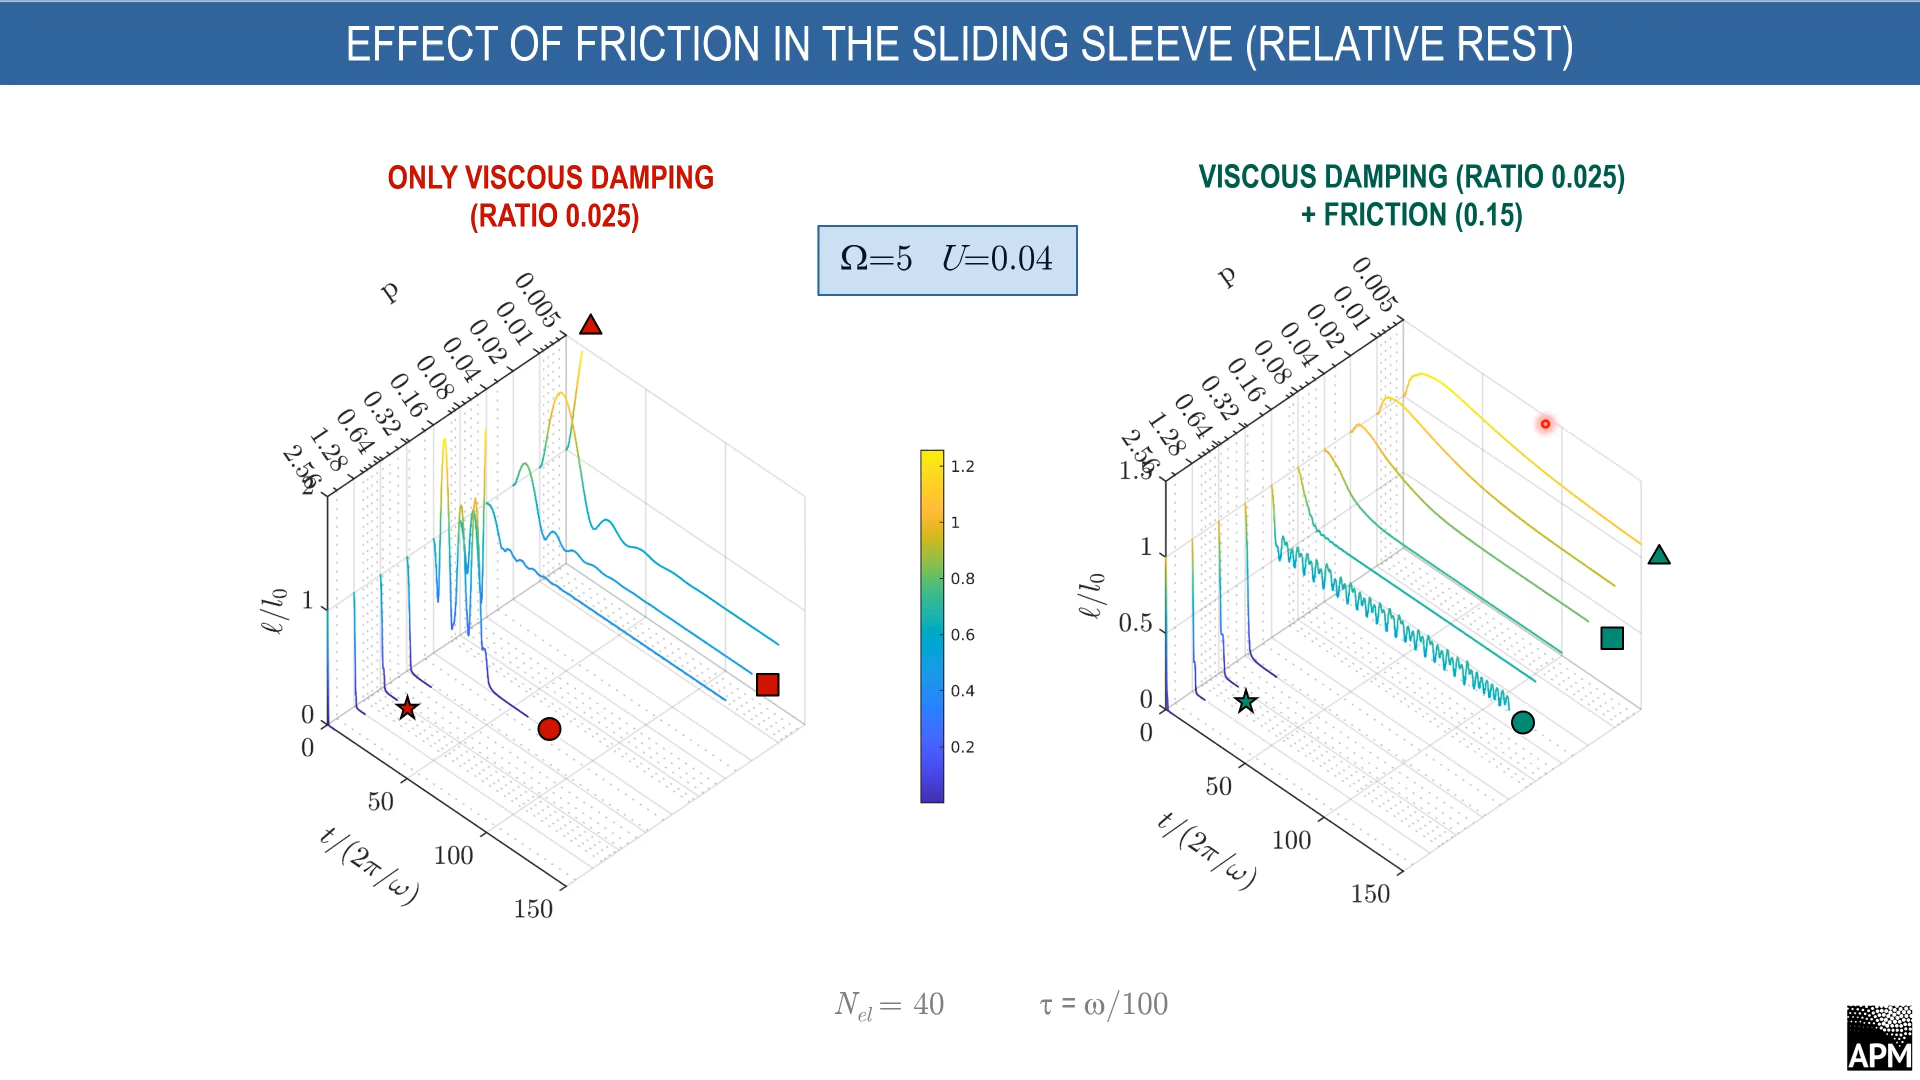 EFFECT OF FRICTION IN THE SLIDING SLEEVE (RELATIVE REST)
ONLY VISCOUS DAMPING
(RATIO 0.025)
VISCOUS DAMPING (RATIO 0.025)
+ FRICTION (0.15)
Ω=5 U=0.04
p
0.005
0.01
0.02
0.04
0.08
0.16
0.32
0.64
1.28
2.56
2
1
0
ℓ/l₀
0
50
100
150
t/(2π/ω)
1.2
1
0.8
0.6
0.4
0.2
p
0.005
0.01
0.02
0.04
0.08
0.16
0.32
0.64
1.28
2.56
1.5
1
0.5
0
ℓ/l₀
0
50
100
150
t/(2π/ω)
Nel = 40
τ = ω/100
APM